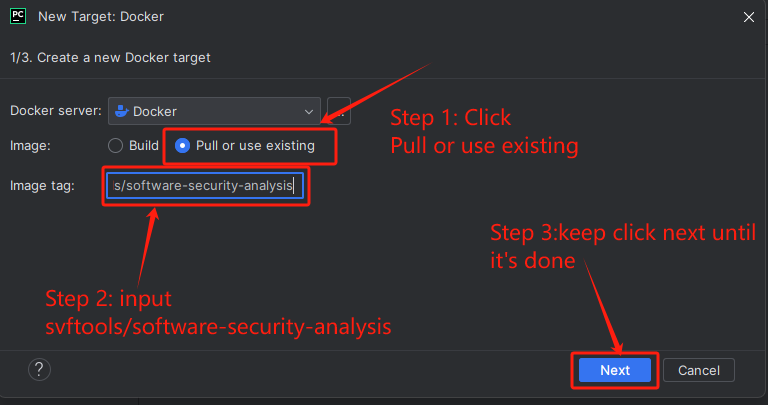 PC New Target: Docker
1/3. Create a new Docker target
Docker server: Docker
Step 1: Click
Pull or use existing
Image: Build Pull or use existing
Image tag: s/software-security-analysis
Step 3:keep click next until
it's done
Step 2: input
svftools/software-security-analysis
? Next Cancel